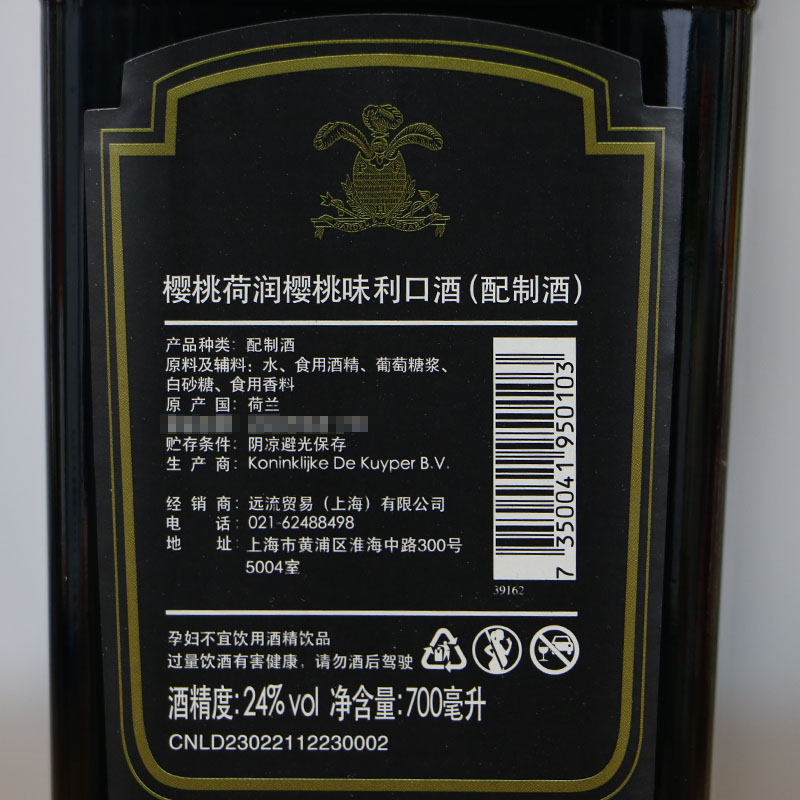 樱桃荷润樱桃味利口酒(配制酒)
产品种类: 配制酒
原料及辅料: 水、食用酒精、葡萄糖浆、
白砂糖、食用香料
原 产 国: 荷兰
贮存条件: 阴凉避光保存
生 产 商: Koninklijke De Kuyper B.V.
经 销 商: 远流贸易(上海)有限公司
电 话: 021-62488498
地 址: 上海市黄浦区淮海中路300号
5004室
7 350041 950103
39162
孕妇不宜饮用酒精饮品
过量饮酒有害健康，请勿酒后驾驶
酒精度:24%vol 净含量:700毫升
CNLD23022112230002